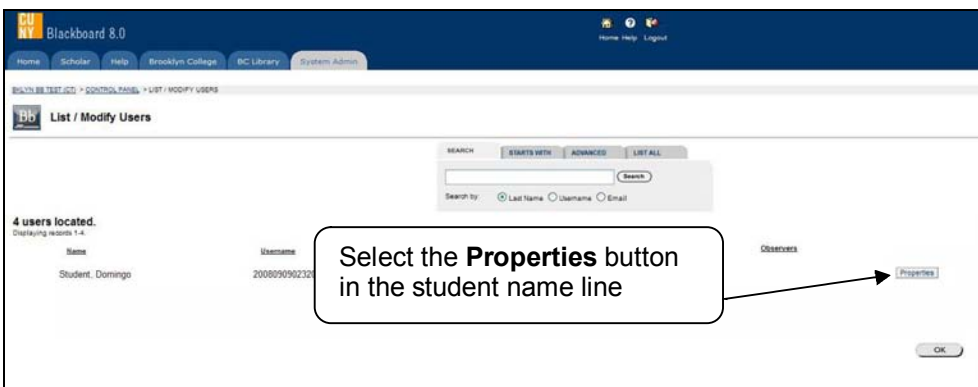 CU
NY Blackboard 8.0
Home Help Logout
Home Scholar Help Brooklyn College BC Library System Admin
BKLYN BB TEST (CT) > CONTROL PANEL > LIST / MODIFY USERS
Bb List / Modify Users
SEARCH STARTS WITH ADVANCED LIST ALL
Search
Search by: Last Name Username Email
4 users located.
Displaying records 1-4.
Name Username Observers
Student, Domingo 2008090902320 Properties
Select the Properties button
in the student name line
OK